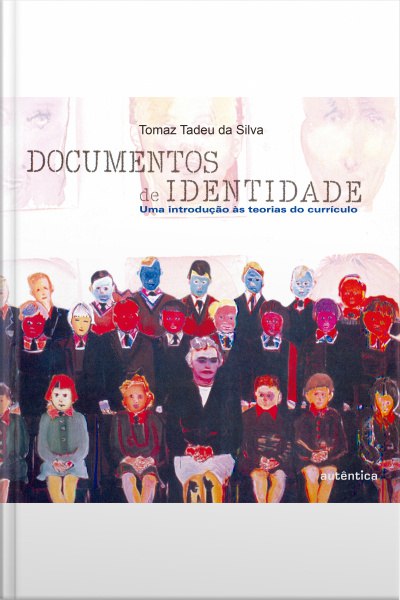 Tomaz Tadeu da Silva
DOCUMENTOS
de IDENTIDADE
Uma introdução às teorias do currículo
autêntica